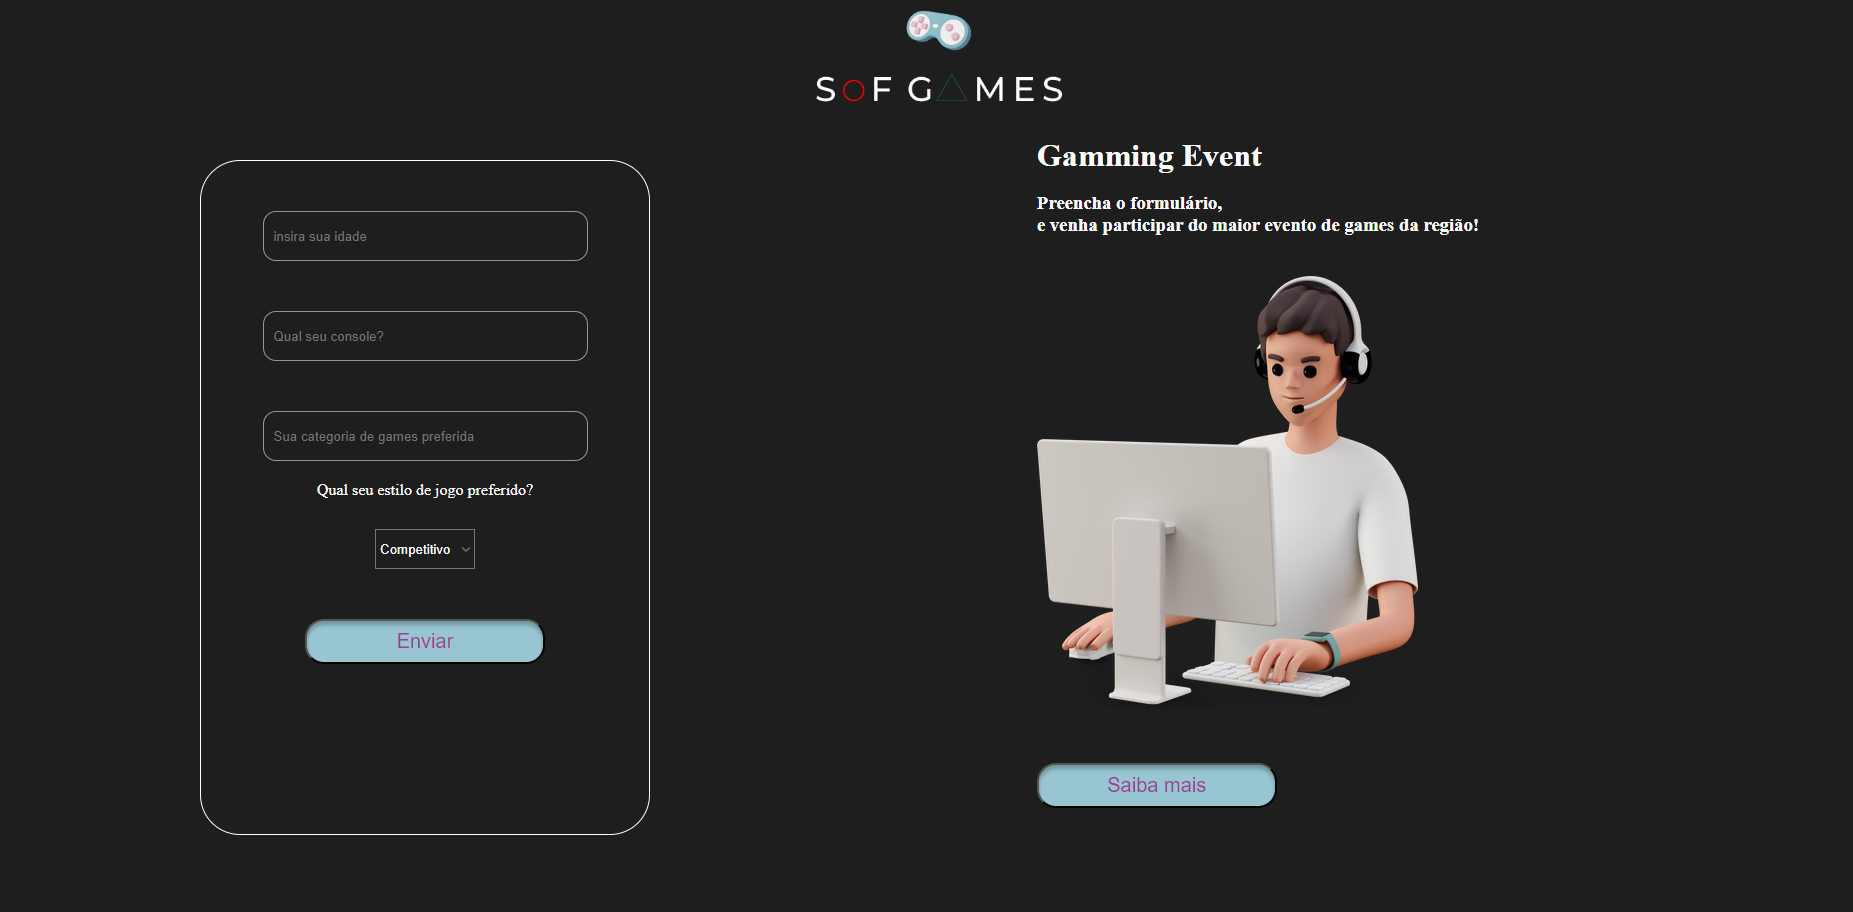 SOF GAMES
insira sua idade
Qual seu console?
Sua categoria de games preferida
Qual seu estilo de jogo preferido?
Competitivo
Enviar
Gamming Event
Preencha o formulário,
e venha participar do maior evento de games da região!
Saiba mais